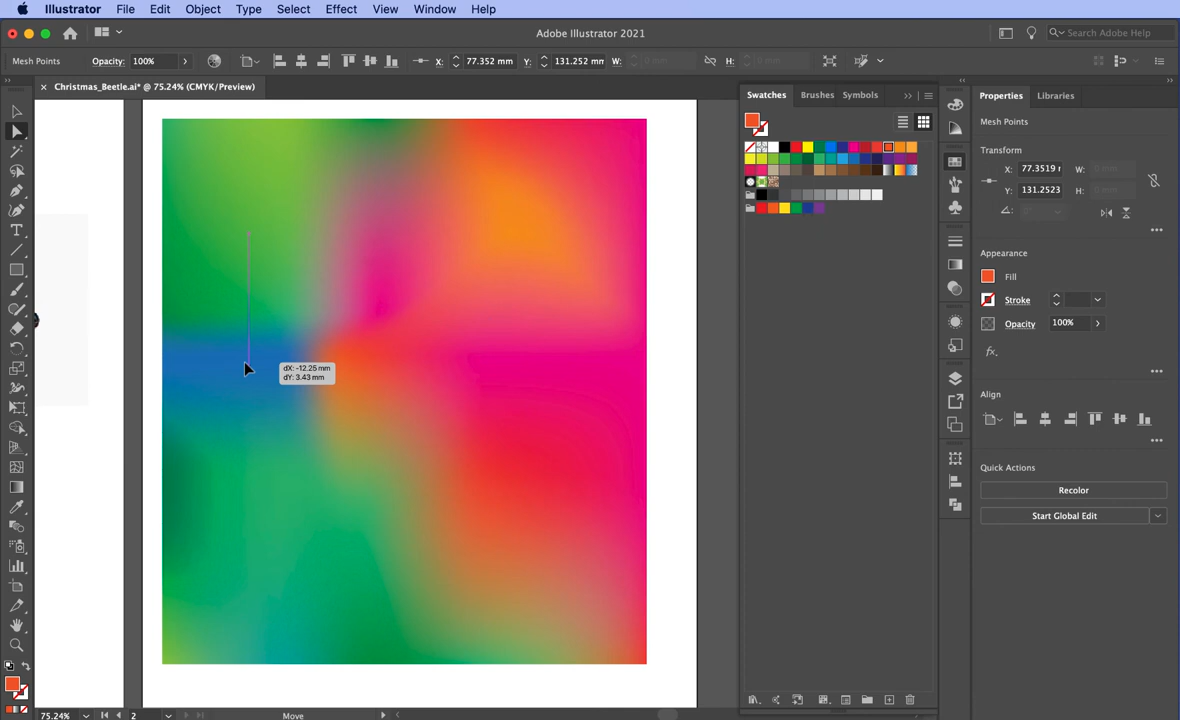 Illustrator File Edit Object Type Select Effect View Window Help
Adobe Illustrator 2021
Search Adobe Help
Mesh Points Opacity: 100% X: 77.352 mm Y: 131.252 mm W: 0 mm H: 0 mm
Christmas_Beetle.ai* @ 75.24% (CMYK/Preview)
Swatches Brushes Symbols
Properties Libraries
Mesh Points
Transform
X: 77.3519 W: 0 mm
Y: 131.2523 H: 0 mm
Appearance
Fill
Stroke
Opacity 100%
fx.
dX: -12.25 mm
dY: 3.43 mm
Align
Quick Actions
Recolor
Start Global Edit
75.24% 2 Move